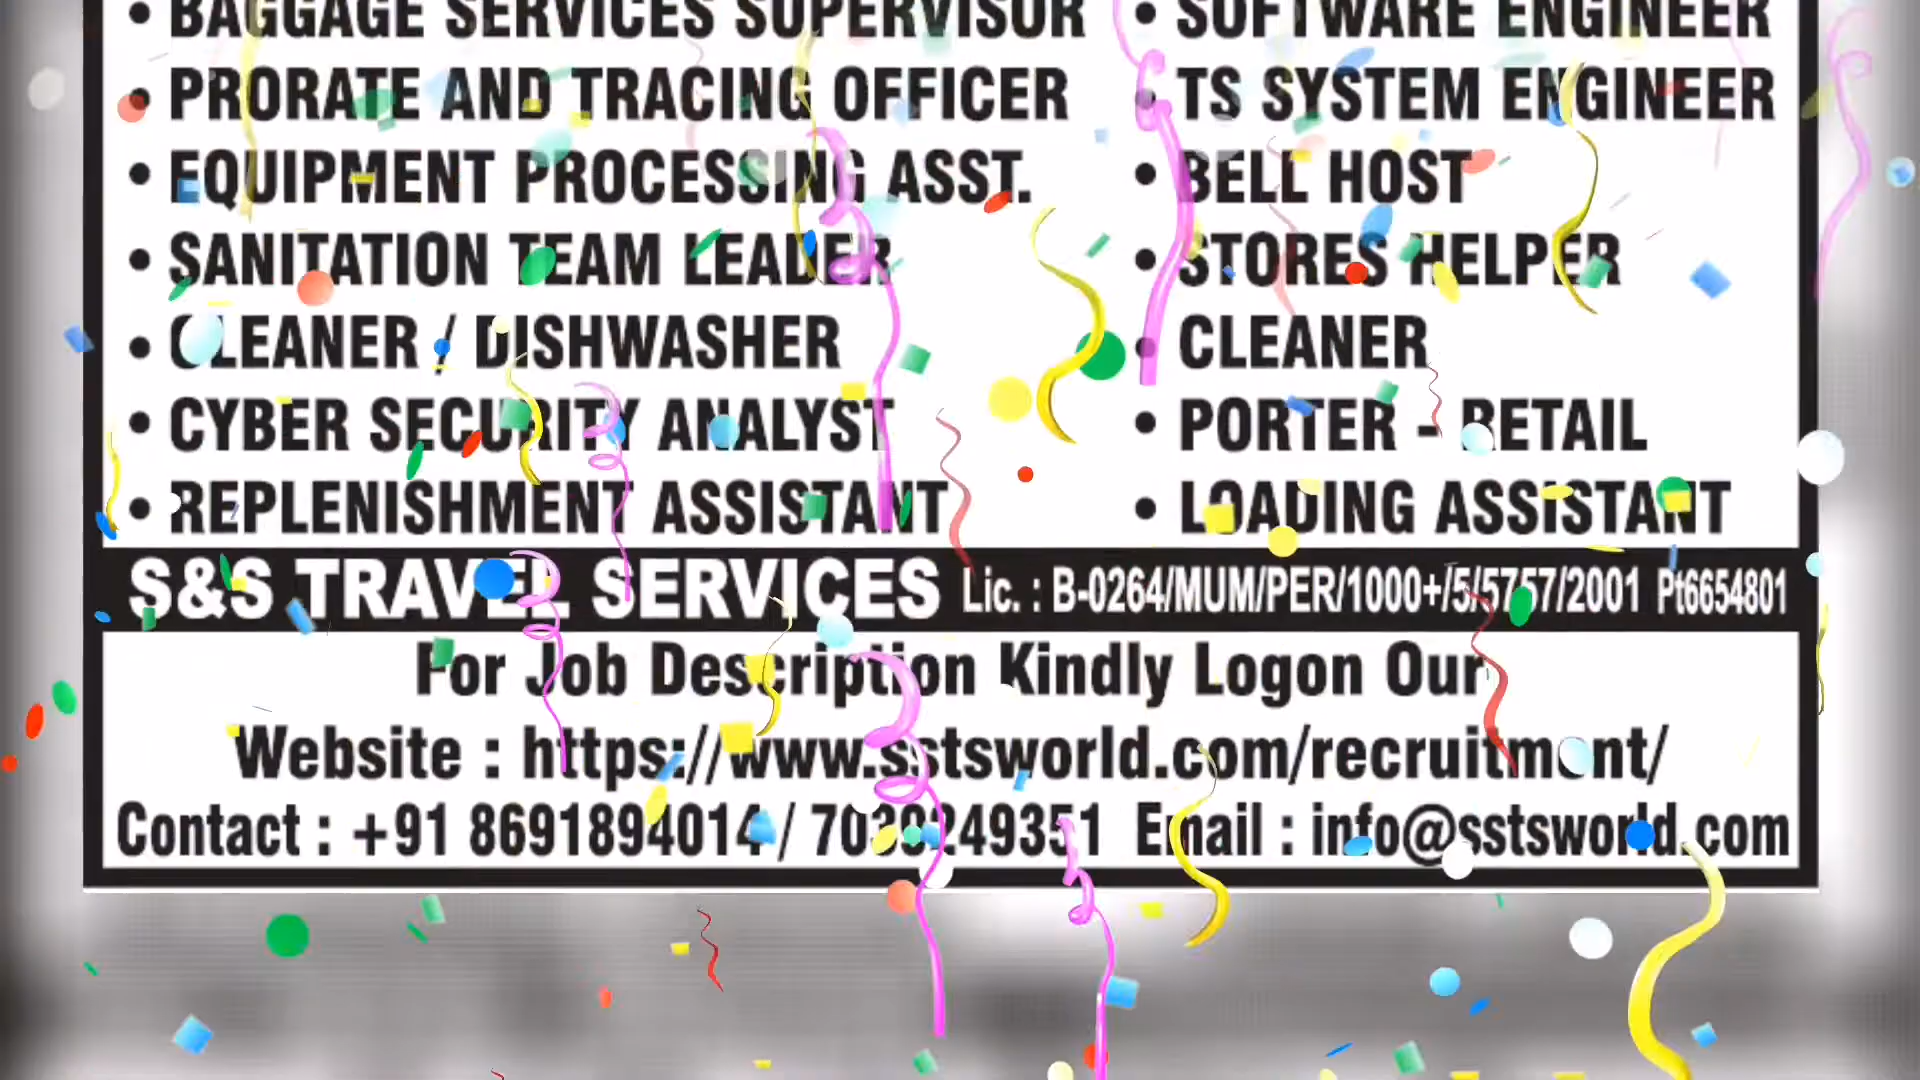 • BAGGAGE SERVICES SUPERVISOR
• PRORATE AND TRACING OFFICER
• EQUIPMENT PROCESSING ASST.
• SANITATION TEAM LEADER
• CLEANER / DISHWASHER
• CYBER SECURITY ANALYST
• REPLENISHMENT ASSISTANT
• SOFTWARE ENGINEER
• TS SYSTEM ENGINEER
• BELL HOST
• STORES HELPER
• CLEANER
• PORTER - RETAIL
• LOADING ASSISTANT
S&S TRAVEL SERVICES Lic. : B-0264/MUM/PER/1000+/5/5757/2001 Pt6654801
For Job Description Kindly Logon Our
Website : https://www.sstsworld.com/recruitment/
Contact : +91 8691894014 / 7039249351 Email : info@sstsworld.com